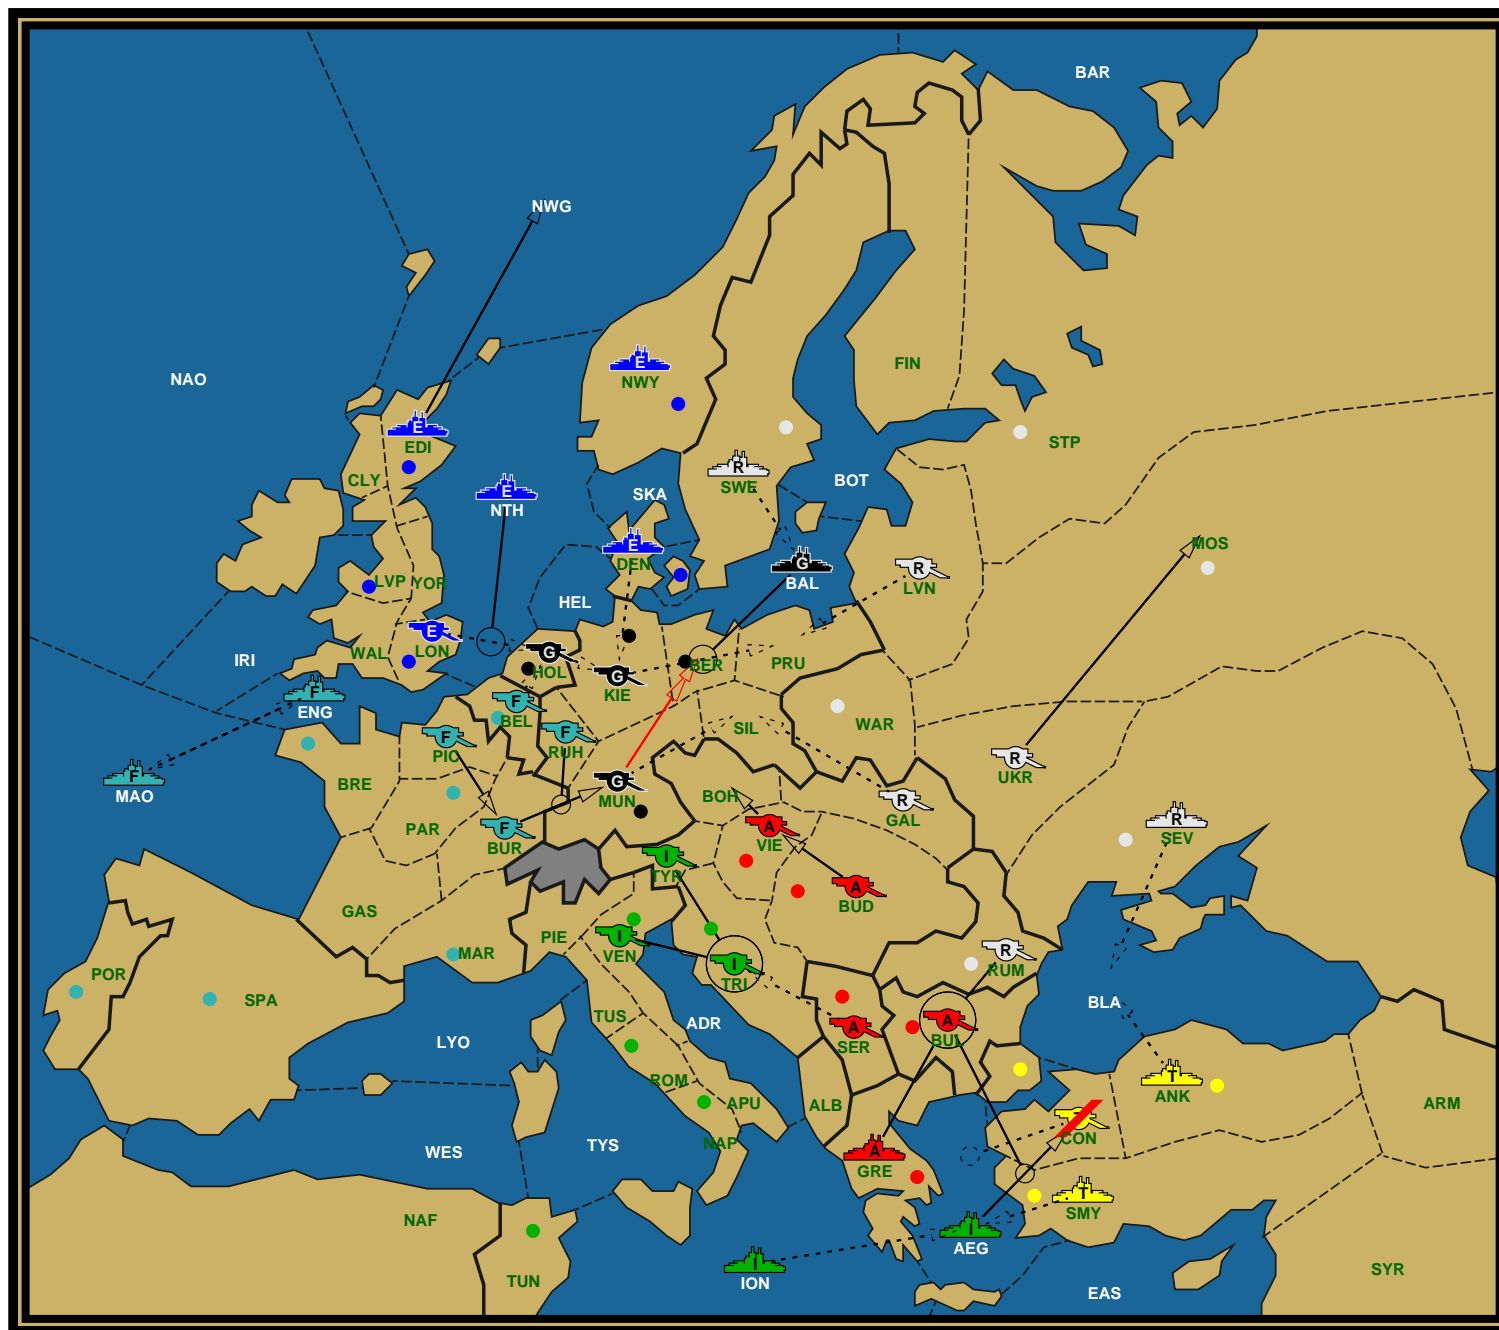 BAR
NWG
NAO
FIN
E
NWY
E
EDI
STP
R
SWE
CLY
BOT
SKA
E
NTH
E
DEN
MOS
G
BAL
R
LVN
LVP
YOR
HEL
E
LON
WAL
IRI
G
HOL
G
KIE
BER
PRU
F
ENG
F
BEL
WAR
SIL
F
PIC
F
RUH
R
UKR
F
MAO
BRE
G
MUN
BOH
R
GAL
F
BUR
PAR
A
VIE
R
SEV
I
TYR
A
BUD
GAS
PIE
I
VEN
MAR
R
RUM
POR
SPA
I
TRI
BLA
TUS
ADR
A
SER
A
BUL
LYO
ROM
T
ANK
APU
ALB
ARM
T
CON
NAP
WES
TYS
A
GRE
T
SMY
NAF
I
AEG
TUN
I
ION
SYR
EAS